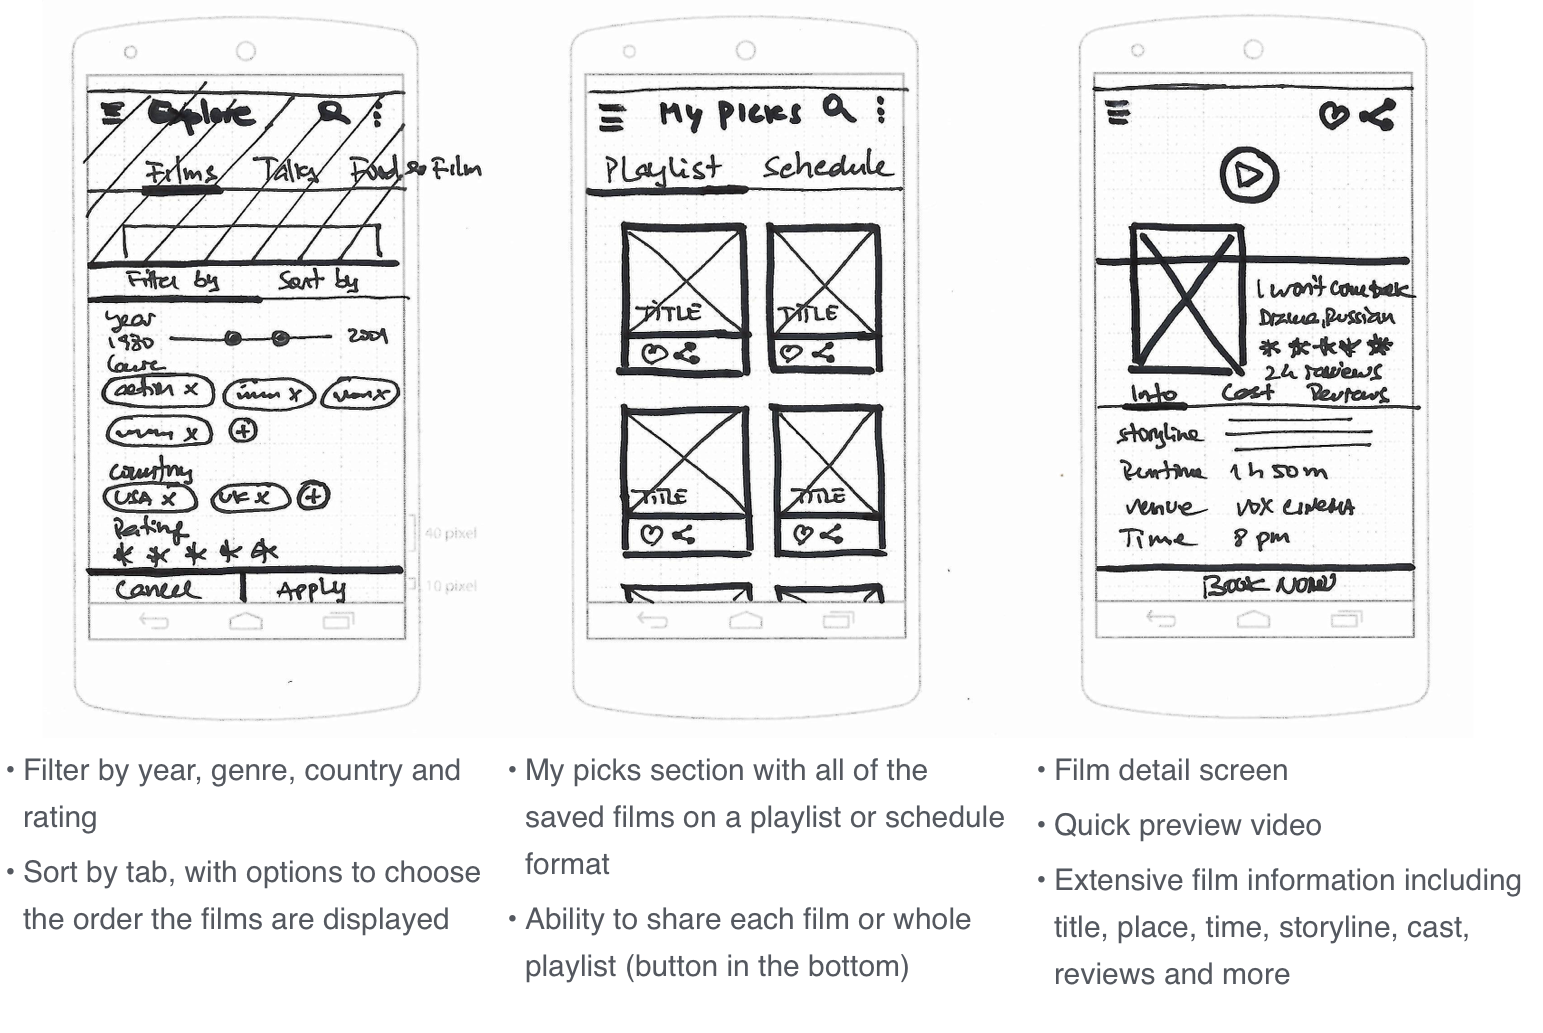 Explore
Films Talks Food & Film
Filter by Sort by
year
1980 2009
action x x x
x +
Country
USA x UK x +
Rating
Cancel Apply
40 pixel
10 pixel
My Picks
Playlist Schedule
TITLE TITLE
TITLE TITLE
I won't come back
Drama, Russian
24 reviews
Info Cast Reviews
Storyline
Runtime 1h 50m
Venue VOX CINEMA
Time 8 pm
BOOK NOW!
• Filter by year, genre, country and
rating
• Sort by tab, with options to choose
the order the films are displayed
• My picks section with all of the
saved films on a playlist or schedule
format
• Ability to share each film or whole
playlist (button in the bottom)
• Film detail screen
• Quick preview video
• Extensive film information including
title, place, time, storyline, cast,
reviews and more